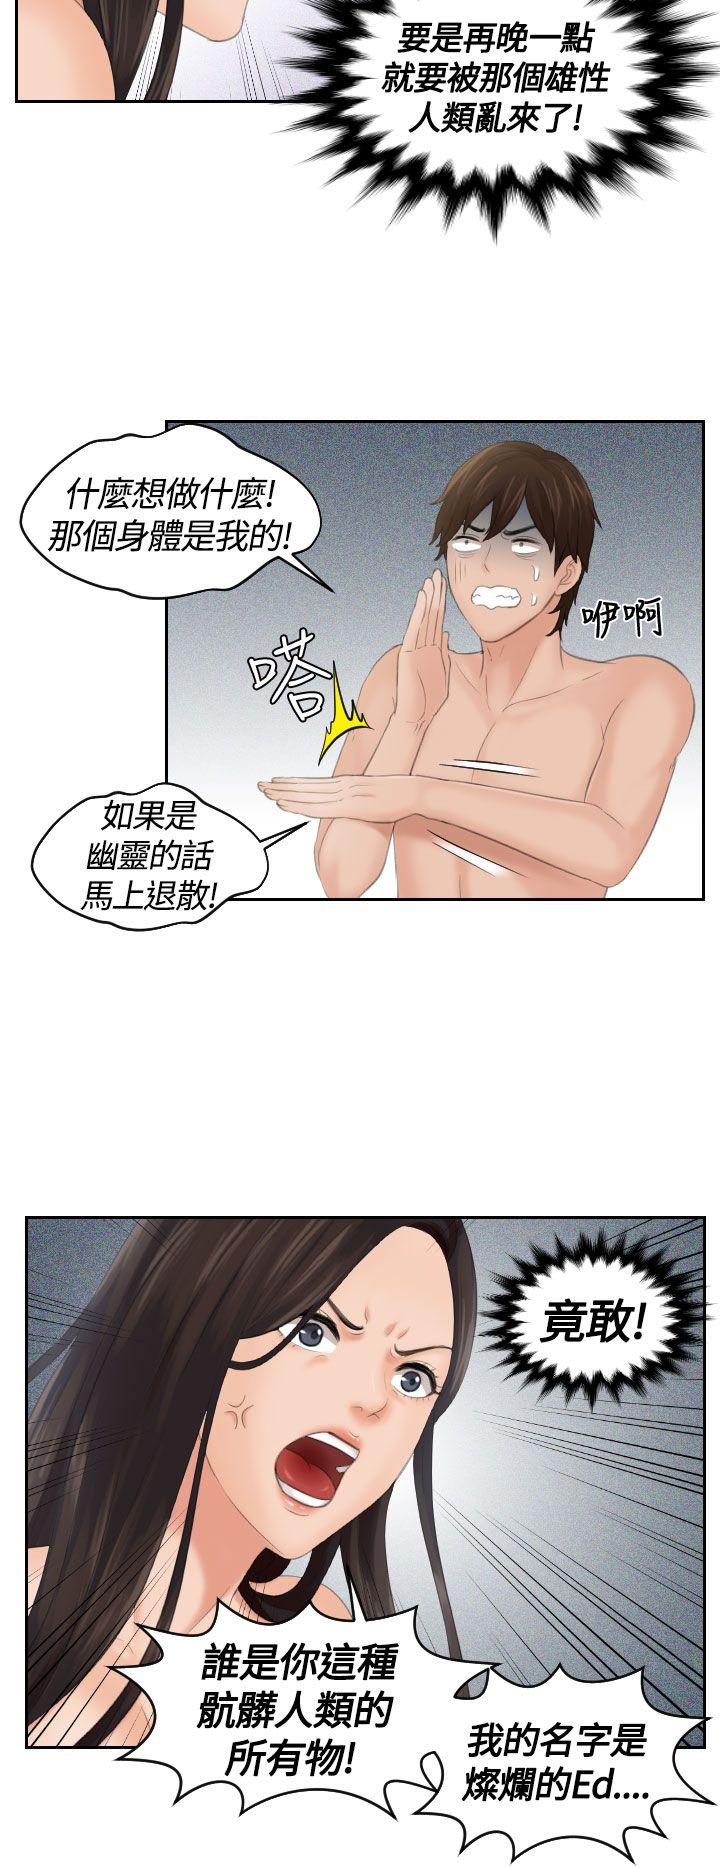 要是再晚一點
就要被那個雄性
人類亂來了!
什麼想做什麼!
那個身體是我的!
咿啊
嗒
如果是
幽靈的話
馬上退散!
竟敢!
誰是你這種
骯髒人類的
所有物!
我的名字是
燦爛的Ed....